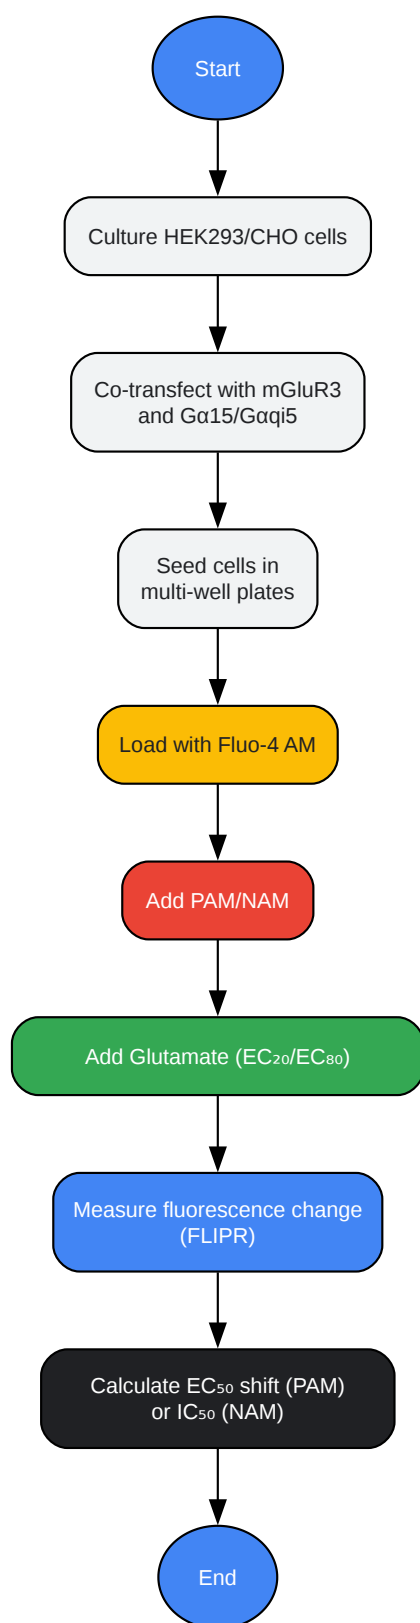 Start
Culture HEK293/CHO cells
Co-transfect with mGluR3
and Gα15/Gαqi5
Seed cells in
multi-well plates
Load with Fluo-4 AM
Add PAM/NAM
Add Glutamate (EC₂₀/EC₈₀)
Measure fluorescence change
(FLIPR)
Calculate EC₅₀ shift (PAM)
or IC₅₀ (NAM)
End